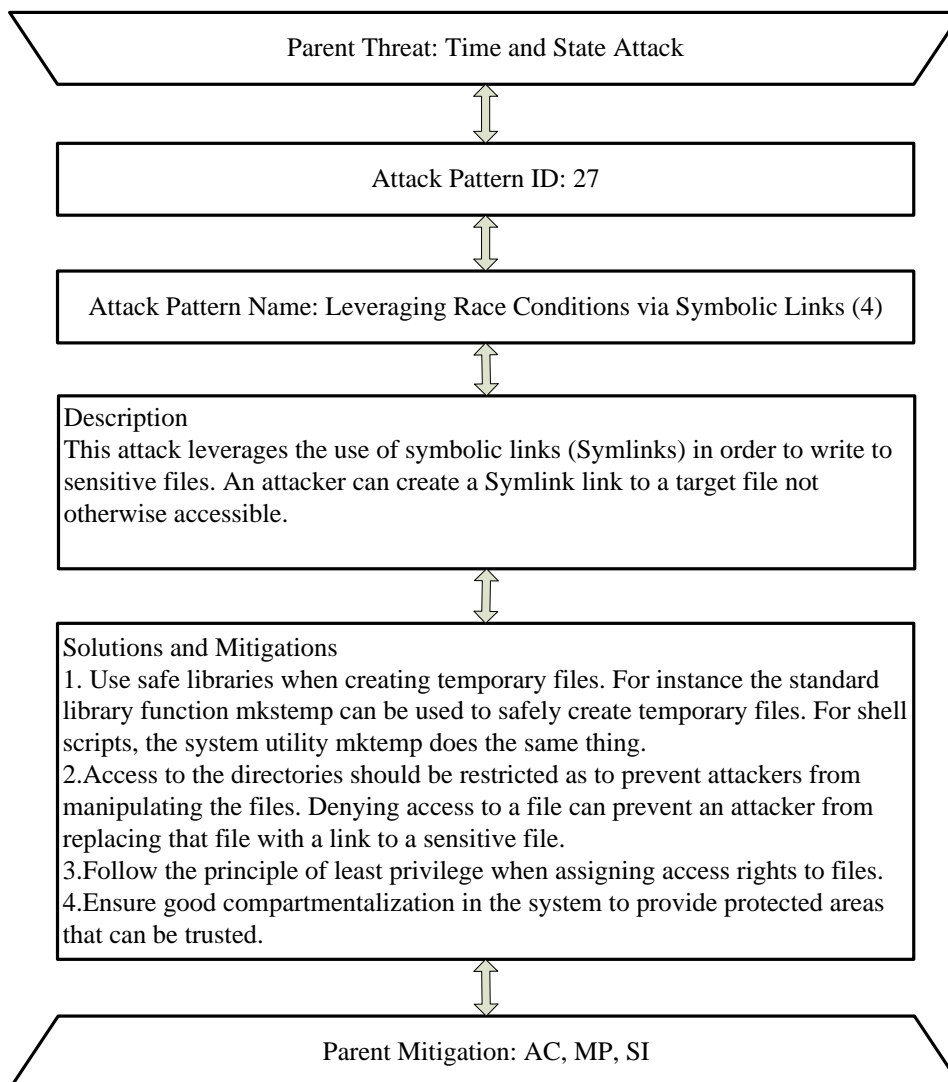 Parent Threat: Time and State Attack
Attack Pattern ID: 27
Attack Pattern Name: Leveraging Race Conditions via Symbolic Links (4)
Description
This attack leverages the use of symbolic links (Symlinks) in order to write to
sensitive files. An attacker can create a Symlink link to a target file not
otherwise accessible.
Solutions and Mitigations
1. Use safe libraries when creating temporary files. For instance the standard
library function mkstemp can be used to safely create temporary files. For shell
scripts, the system utility mktemp does the same thing.
2.Access to the directories should be restricted as to prevent attackers from
manipulating the files. Denying access to a file can prevent an attacker from
replacing that file with a link to a sensitive file.
3.Follow the principle of least privilege when assigning access rights to files.
4.Ensure good compartmentalization in the system to provide protected areas
that can be trusted.
Parent Mitigation: AC, MP, SI